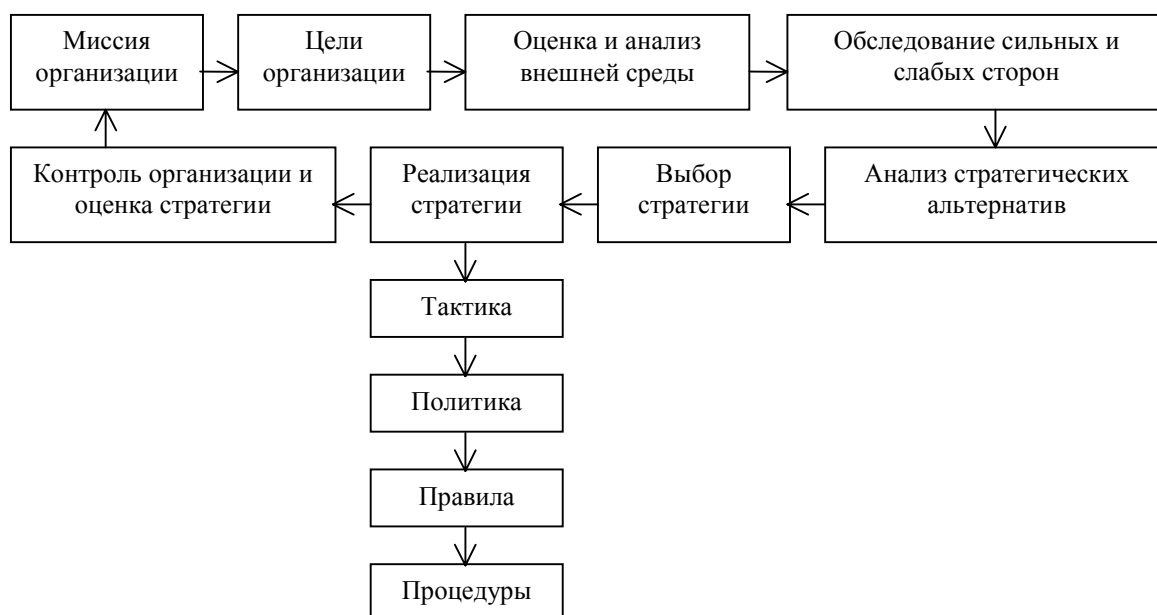 Миссия
организации
Цели
организации
Оценка и анализ
внешней среды
Обследование сильных и
слабых сторон
Контроль организации и
оценка стратегии
Реализация
стратегии
Выбор
стратегии
Анализ стратегических
альтернатив
Тактика
Политика
Правила
Процедуры